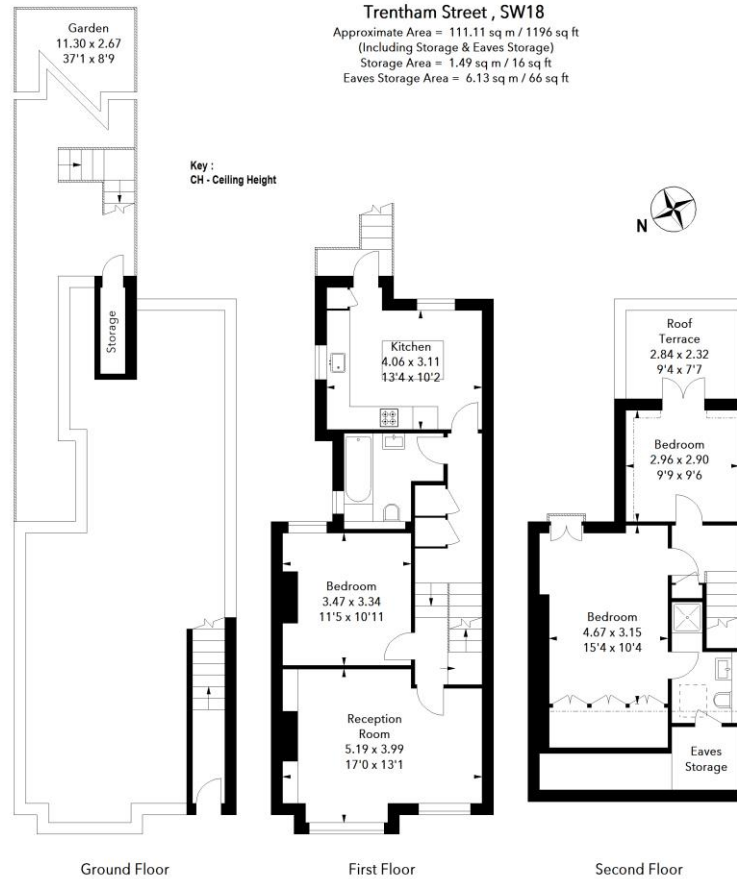 Trentham Street , SW18
Approximate Area = 111.11 sq m / 1196 sq ft
(Including Storage & Eaves Storage)
Storage Area = 1.49 sq m / 16 sq ft
Eaves Storage Area = 6.13 sq m / 66 sq ft
Garden
11.30 x 2.67
37'1 x 8'9
Key :
CH - Ceiling Height
N
Storage
Kitchen
4.06 x 3.11
13'4 x 10'2
Bedroom
3.47 x 3.34
11'5 x 10'11
Reception
Room
5.19 x 3.99
17'0 x 13'1
Roof
Terrace
2.84 x 2.32
9'4 x 7'7
Bedroom
2.96 x 2.90
9'9 x 9'6
Bedroom
4.67 x 3.15
15'4 x 10'4
Eaves
Storage
Ground Floor
First Floor
Second Floor